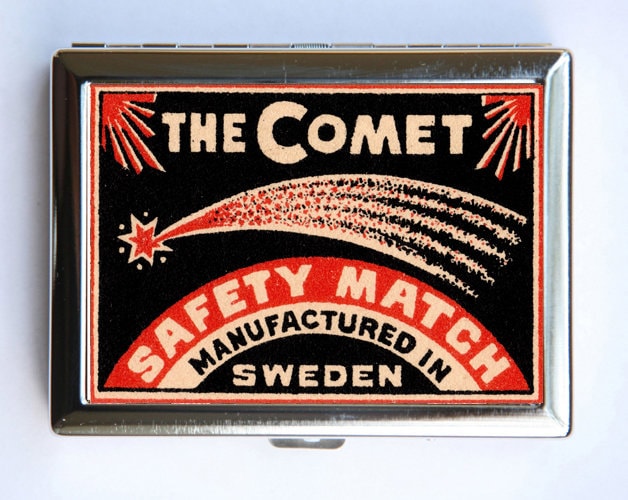 THE COMET
SAFETY MATCH
MANUFACTURED IN
SWEDEN